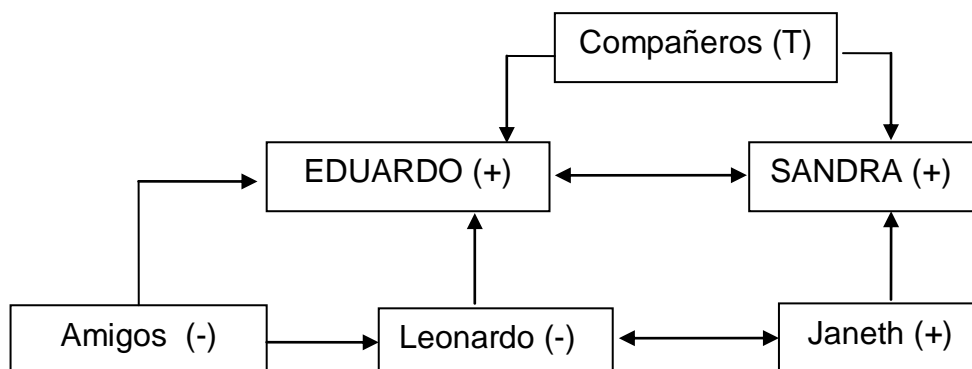 Compañeros (T)
EDUARDO (+)
SANDRA (+)
Amigos (-)
Leonardo (-)
Janeth (+)